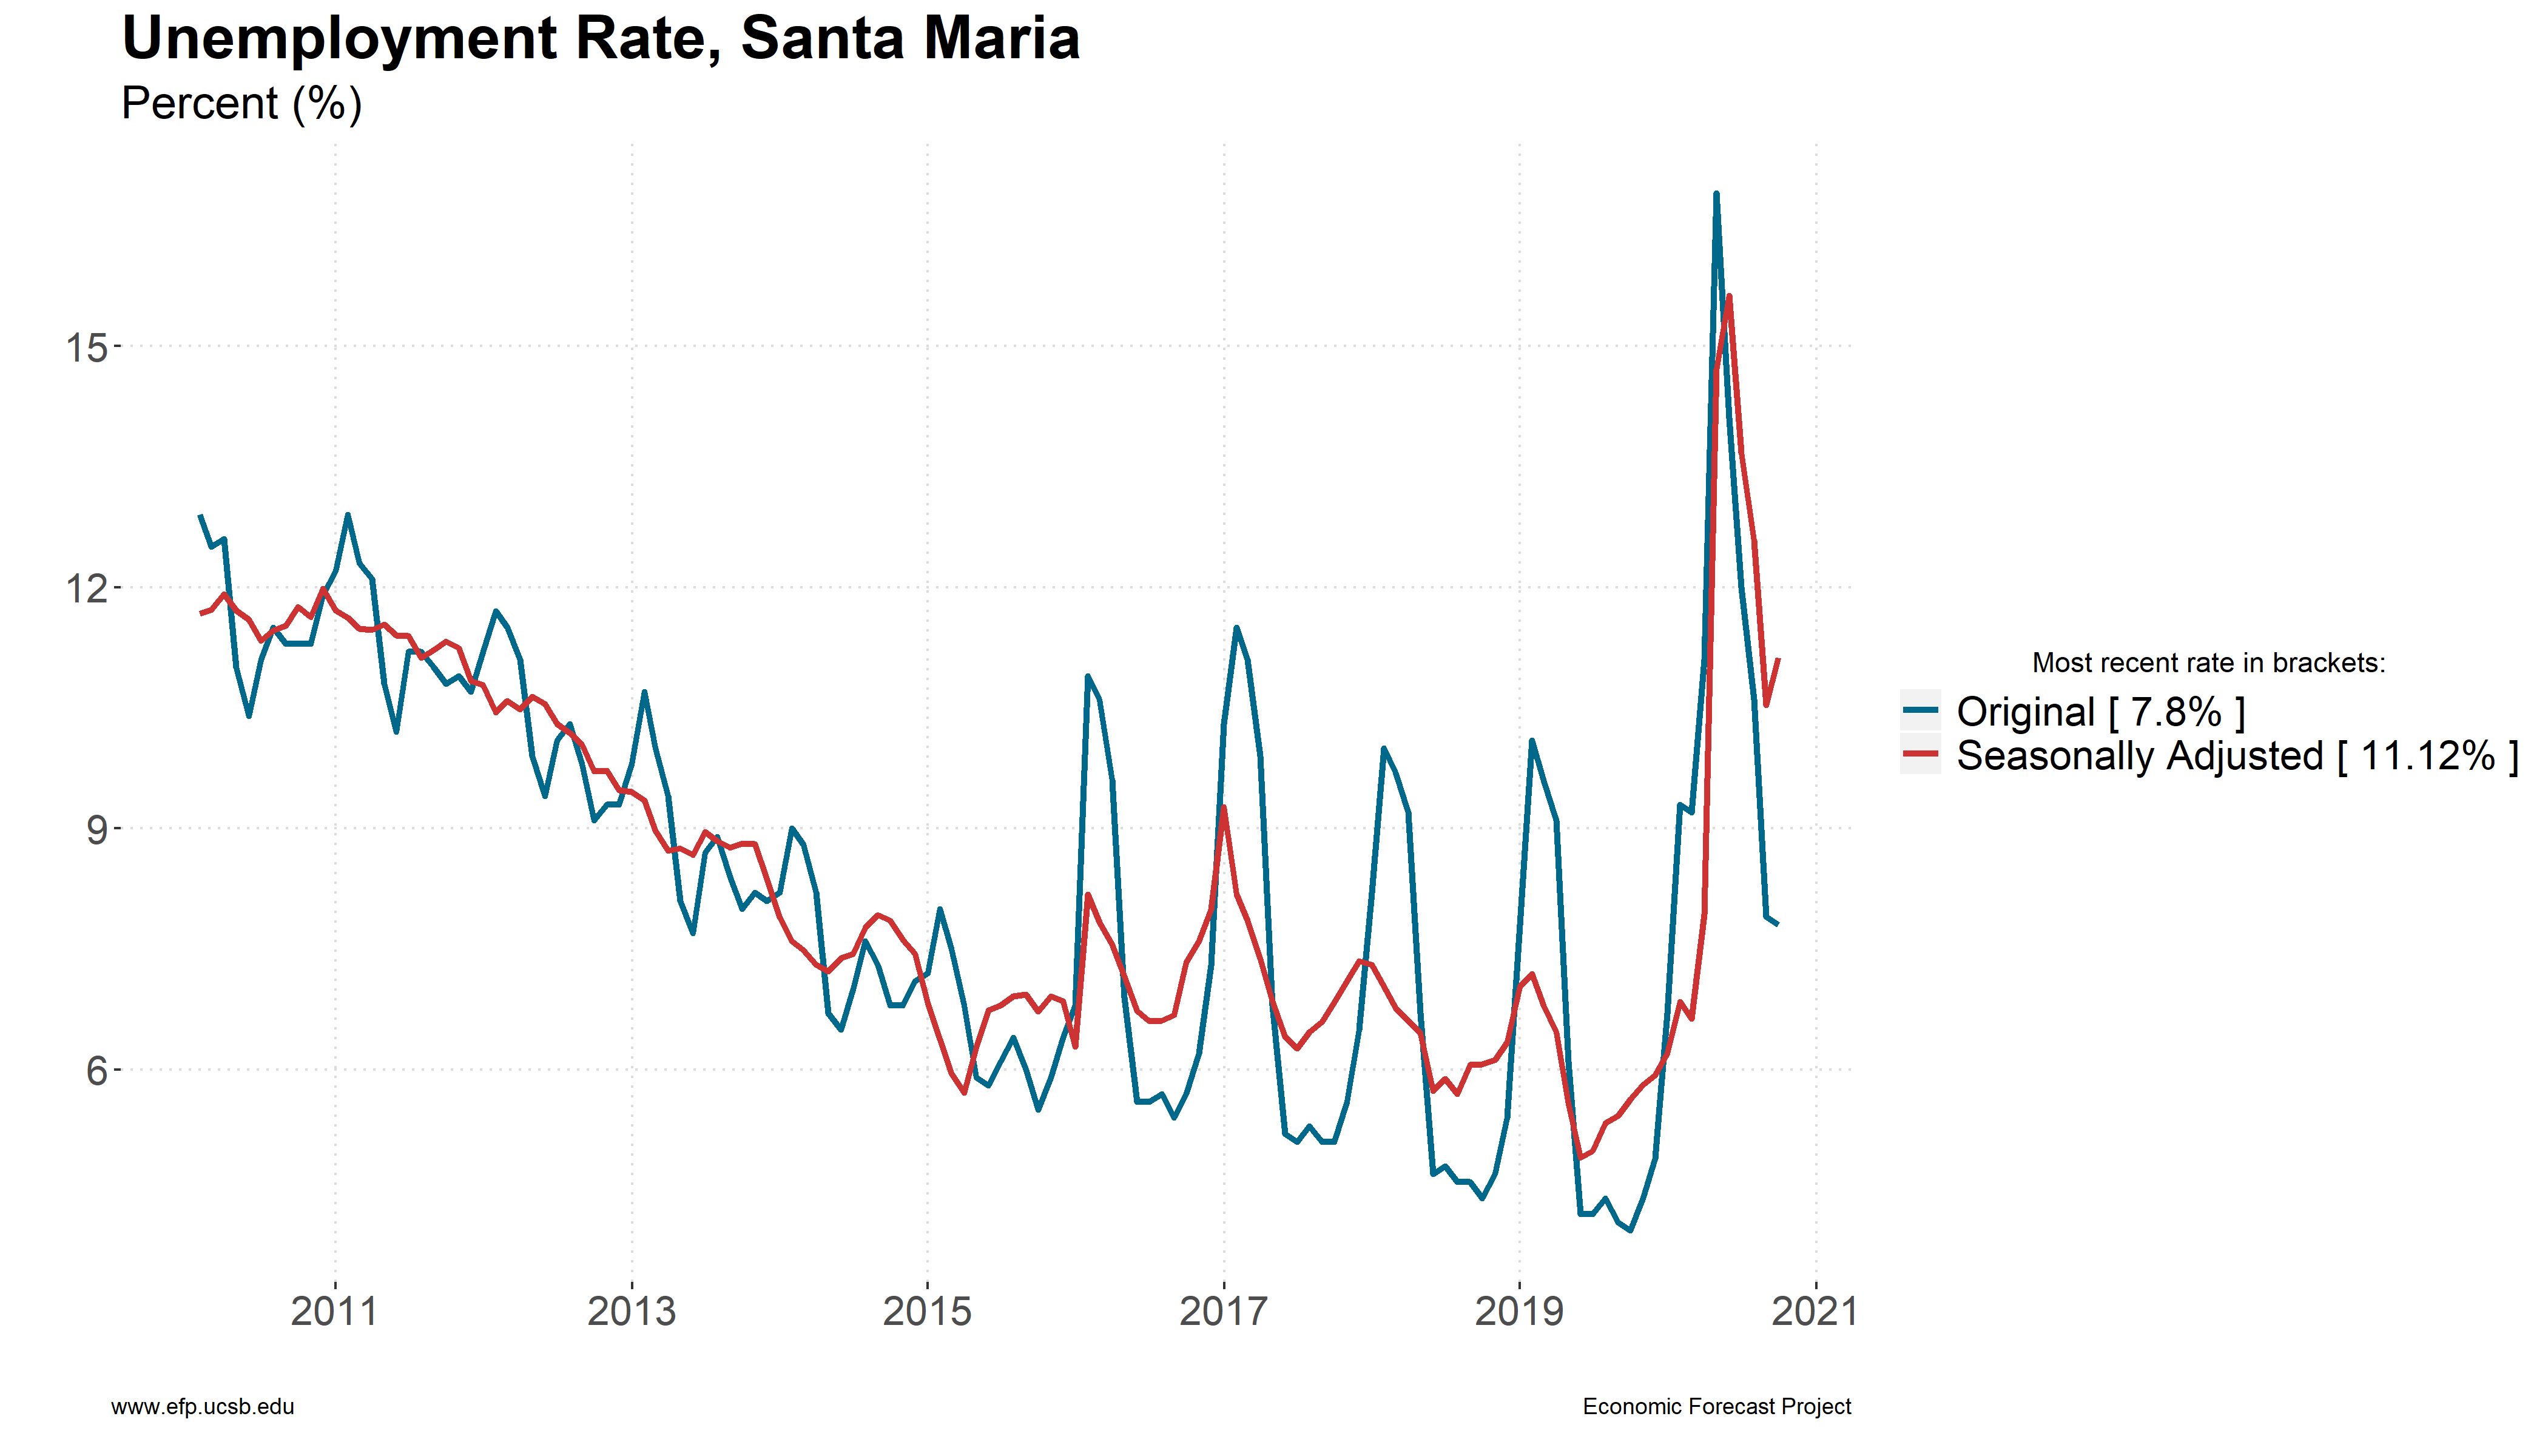 Unemployment Rate, Santa Maria
Percent (%)
15
12
9
6
2011 2013 2015 2017 2019 2021
Most recent rate in brackets:
Original [ 7.8% ]
Seasonally Adjusted [ 11.12% ]
www.efp.ucsb.edu
Economic Forecast Project